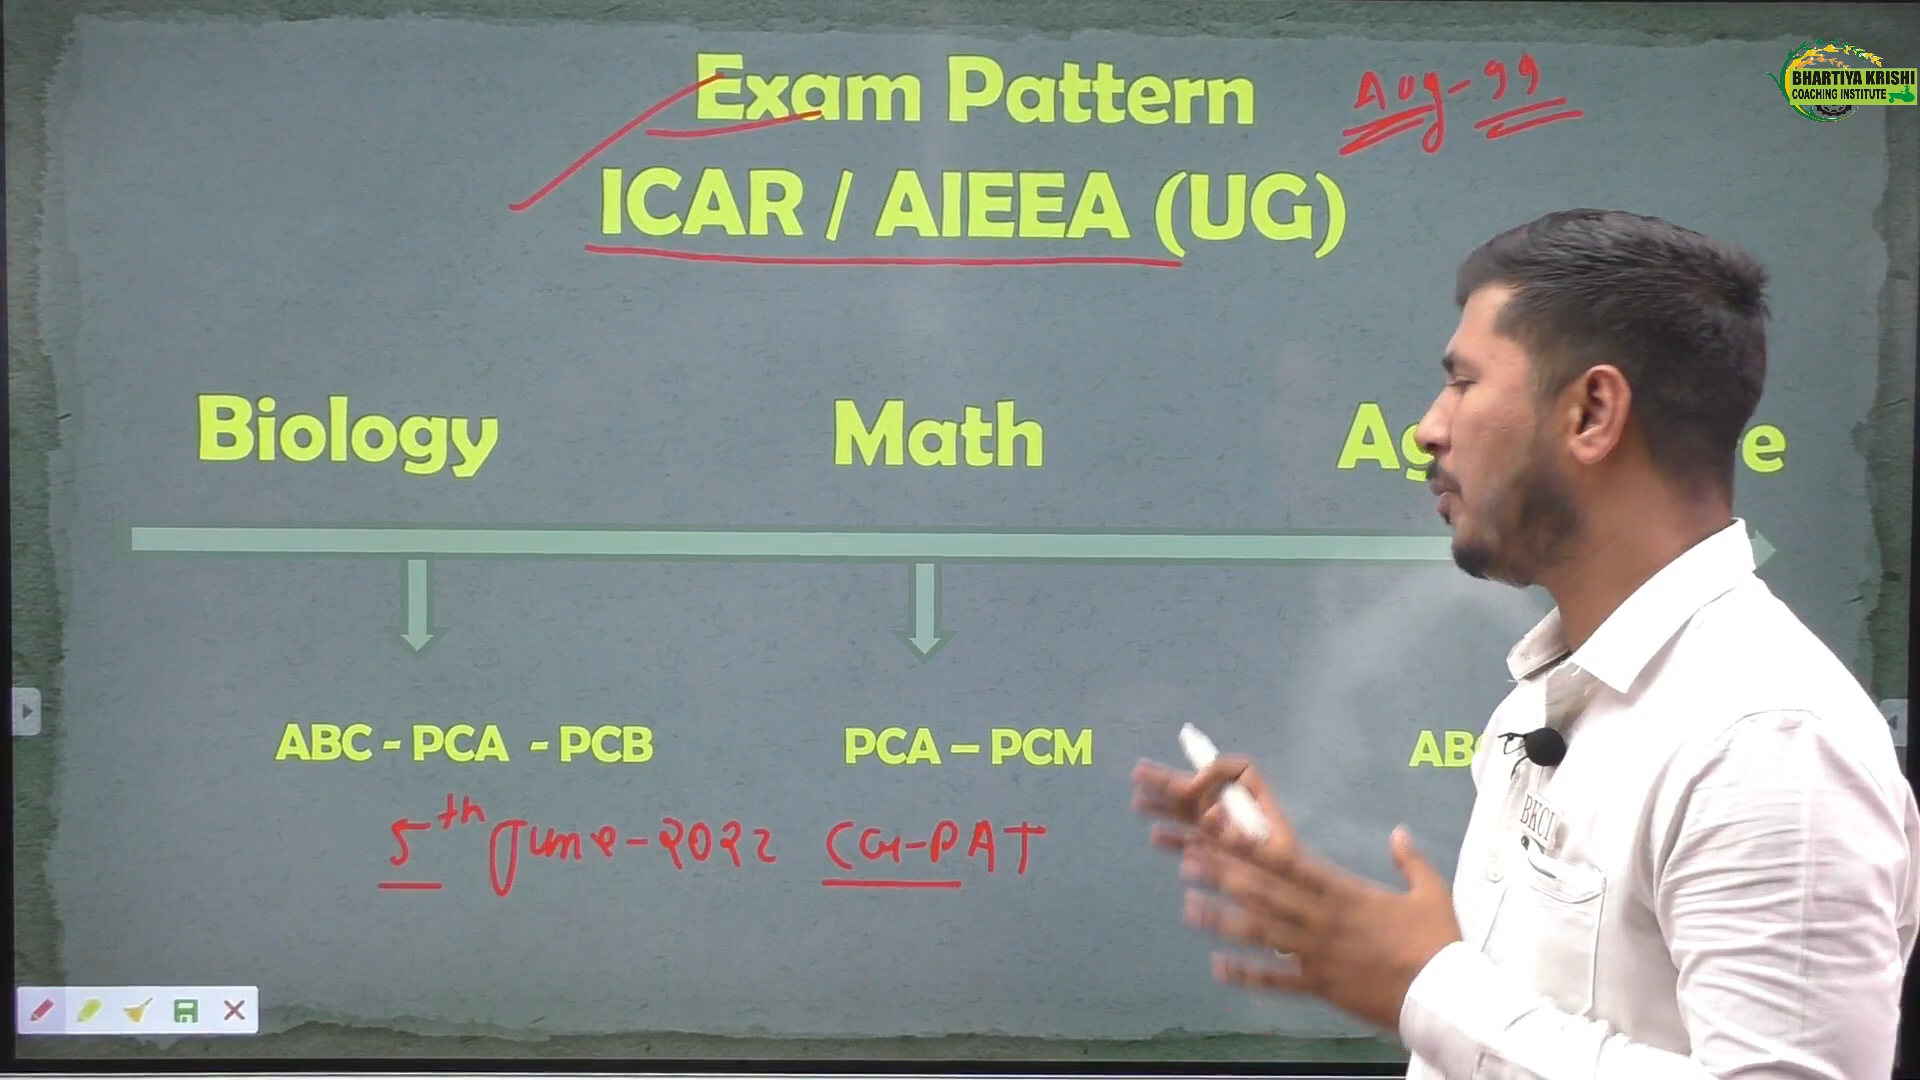 Exam Pattern
Aug-99
BHARTIYA KRISHI
COACHING INSTITUTE
ICAR / AIEEA (UG)
Biology
Math
ABC - PCA - PCB
PCA – PCM
BKCI
5th June-2022 CG-PAT